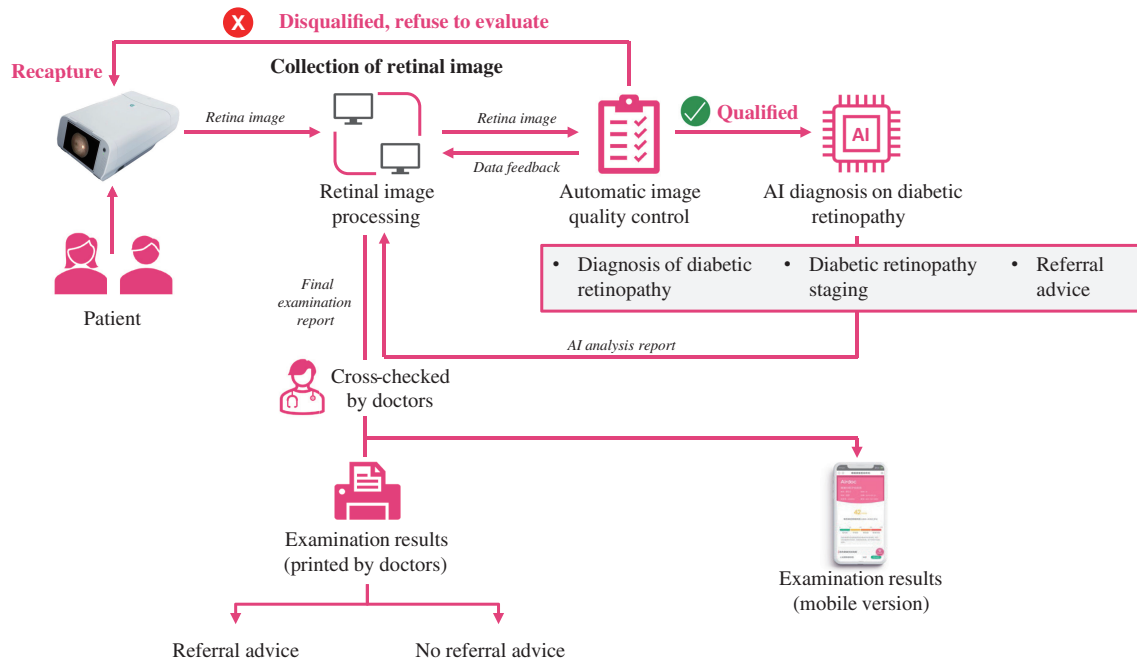 X
Disqualified, refuse to evaluate
Recapture
Collection of retinal image
Retina image
Retina image
Data feedback
Qualified
AI
Retinal image
processing
Automatic image
quality control
AI diagnosis on diabetic
retinopathy
• Diagnosis of diabetic
retinopathy
• Diabetic retinopathy
staging
• Referral
advice
Patient
Final
examination
report
AI analysis report
Cross-checked
by doctors
Examination results
(printed by doctors)
Examination results
(mobile version)
Referral advice
No referral advice